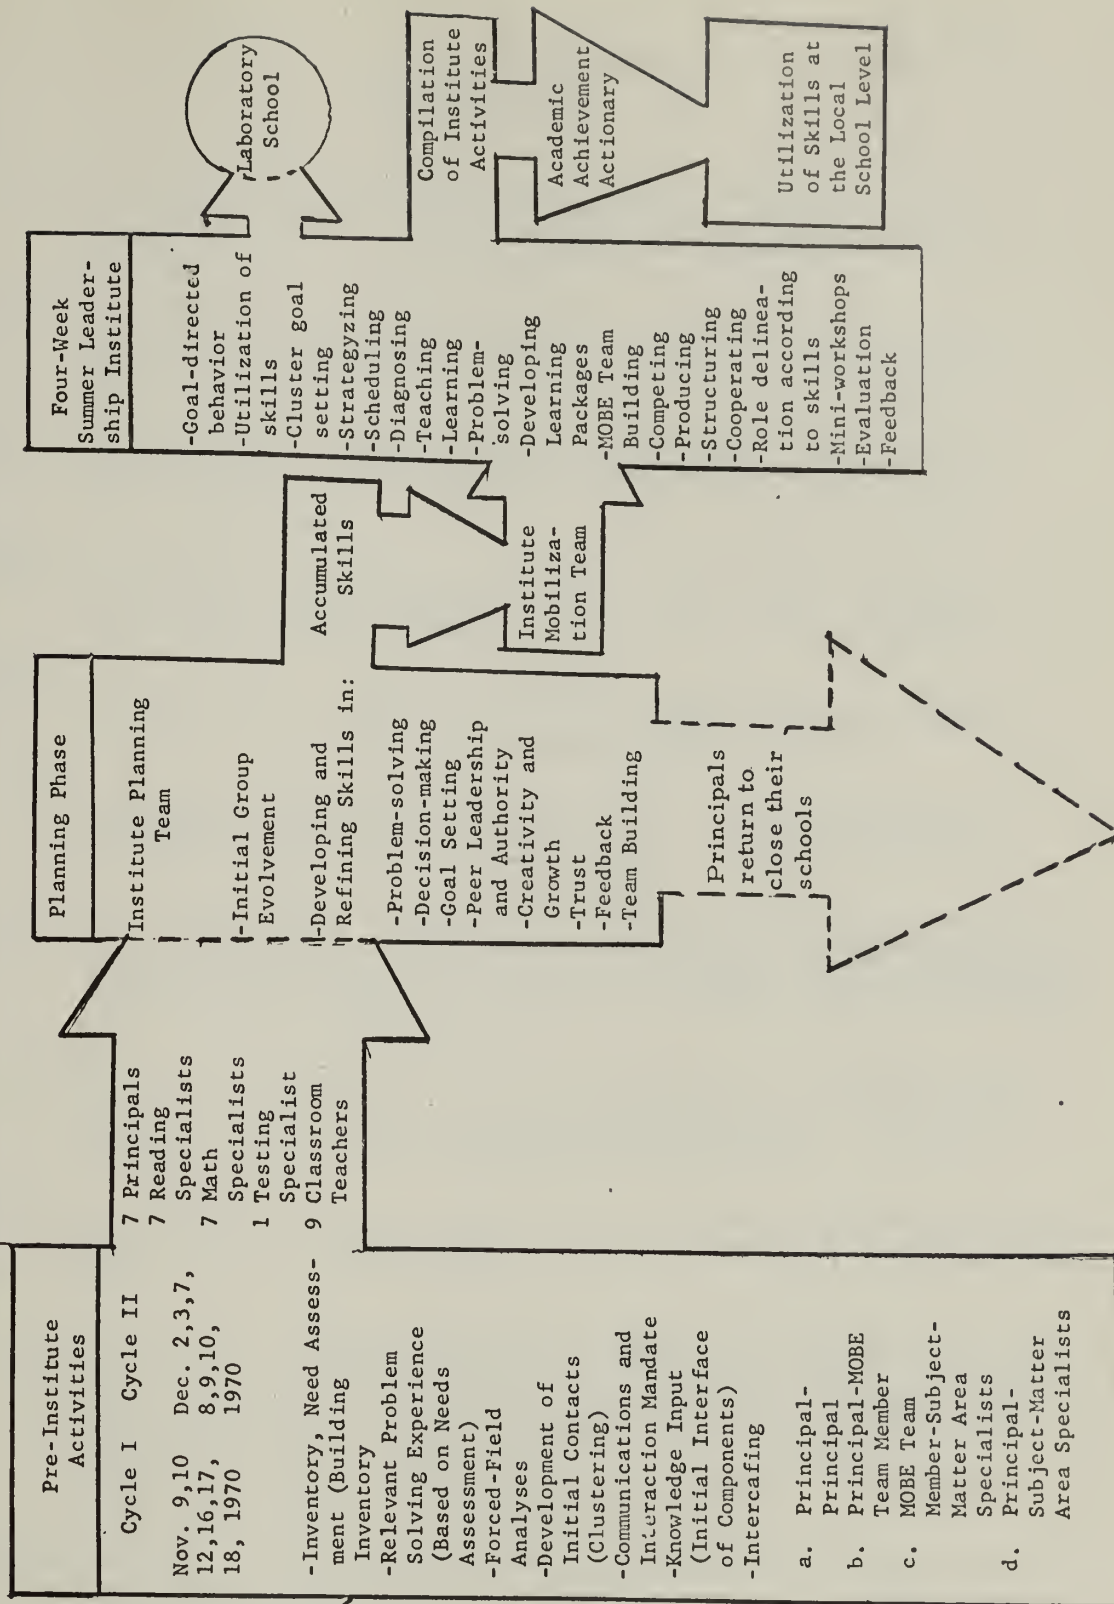 Pre-Institute
Activities
Cycle I Cycle II
Nov. 9,10 Dec. 2,3,7,
12,16,17, 8,9,10,
18, 1970 1970
-Inventory, Need Assess-
ment (Building
Inventory
-Relevant Problem
Solving Experience
(Based on Needs
Assessment)
-Forced-Field
Analyses
-Development of
Initial Contacts
(Clustering)
-Communications and
Interaction Mandate
-Knowledge Input
(Initial Interface
of Components)
-Intercafing
a. Principal-
Principal
b. Principal-MOBE
Team Member
c. MOBE Team
Member-Subject-
Matter Area
Specialists
d. Principal-
Subject-Matter
Area Specialists
7 Principals
7 Reading
Specialists
7 Math
Specialists
1 Testing
Specialist
9 Classroom
Teachers
Planning Phase
Institute Planning
Team
-Initial Group
Evolvement
-Developing and
Refining Skills in:
-Problem-solving
-Decision-making
-Goal Setting
-Peer Leadership
and Authority
-Creativity and
Growth
-Trust
-Feedback
-Team Building
Principals
return to
close their
schools
Accumulated
Skills
Institute
Mobiliza-
tion Team
Four-Week
Summer Leader-
ship Institute
-Goal-directed
behavior
-Utilization of
skills
-Cluster goal
setting
-Strategyzing
-Scheduling
-Diagnosing
-Teaching
-Learning
-Problem-
solving
-Developing
Learning
Packages
-MOBE Team
Building
-Competing
-Producing
-Structuring
-Cooperating
-Role delinea-
tion according
to skills
-Mini-workshops
-Evaluation
-Feedback
Laboratory
School
Compilation
of Institute
Activities
Academic
Achievement
Actionary
Utilization
of Skills at
the Local
School Level